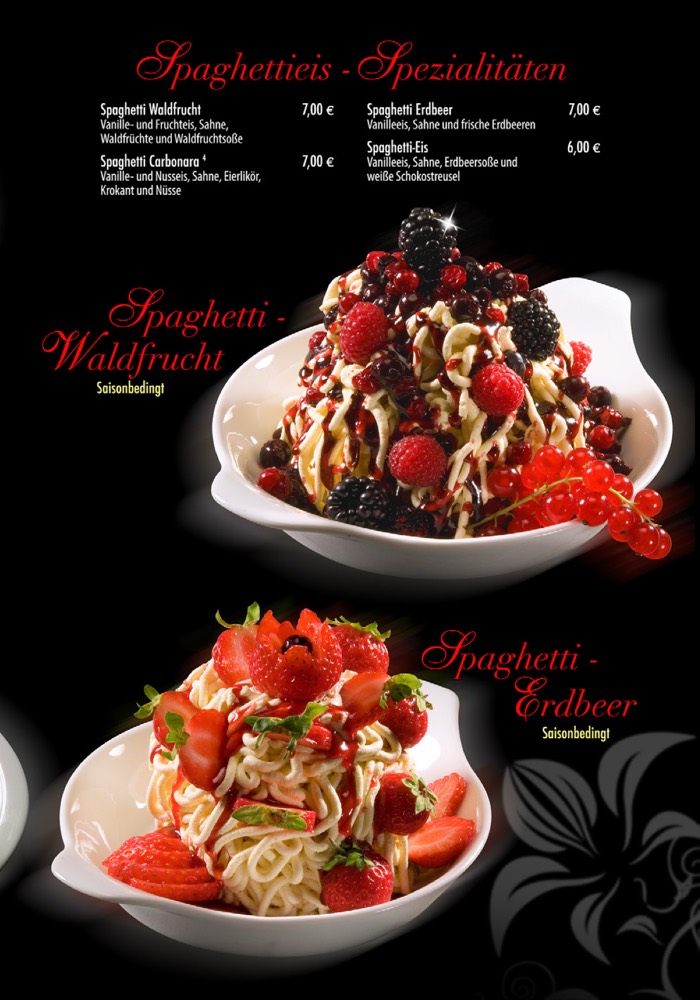 Spaghettieis - Spezialitäten
Spaghetti Waldfrucht 7,00 €
Vanille- und Fruchteis, Sahne,
Waldfrüchte und Waldfruchtsoße
Spaghetti Carbonara 4 7,00 €
Vanille- und Nusseis, Sahne, Eierlikör,
Krokant und Nüsse
Spaghetti Erdbeer 7,00 €
Vanilleeis, Sahne und frische Erdbeeren
Spaghetti-Eis 6,00 €
Vanilleeis, Sahne, Erdbeersoße und
weiße Schokostreusel
Spaghetti -
Waldfrucht
Saisonbedingt
Spaghetti -
Erdbeer
Saisonbedingt